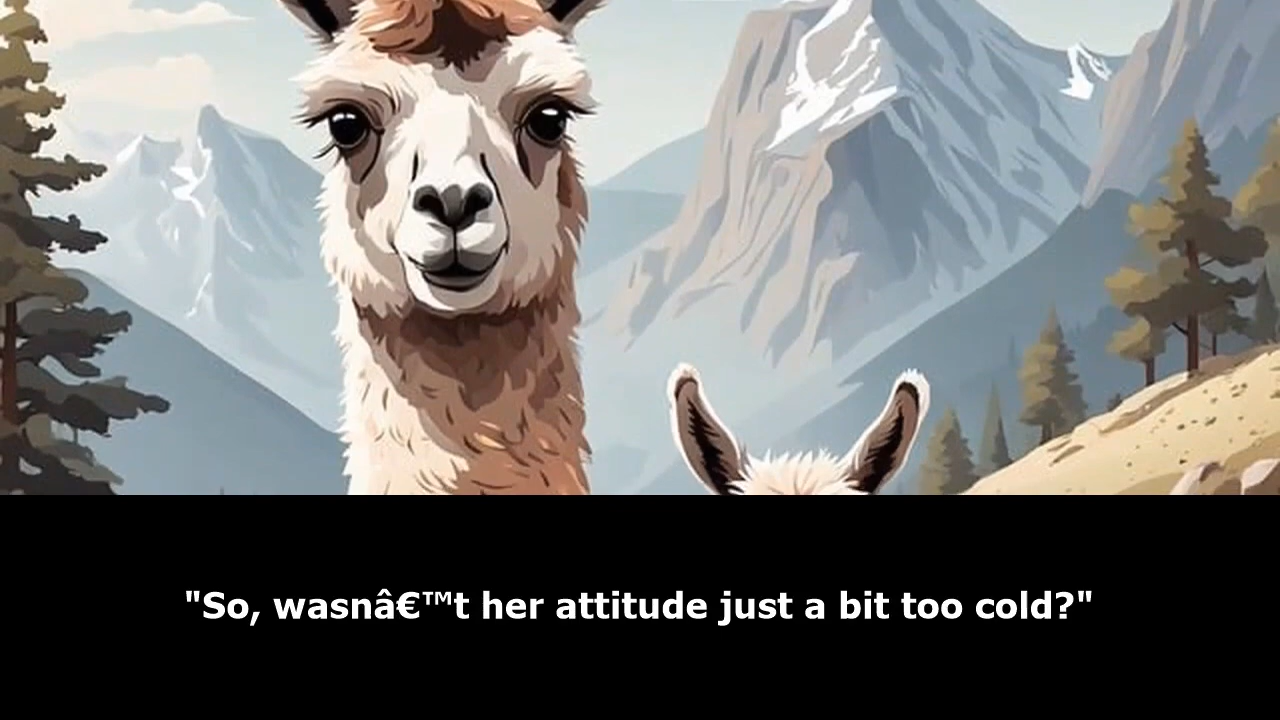 "So, wasnâ€™t her attitude just a bit too cold?"